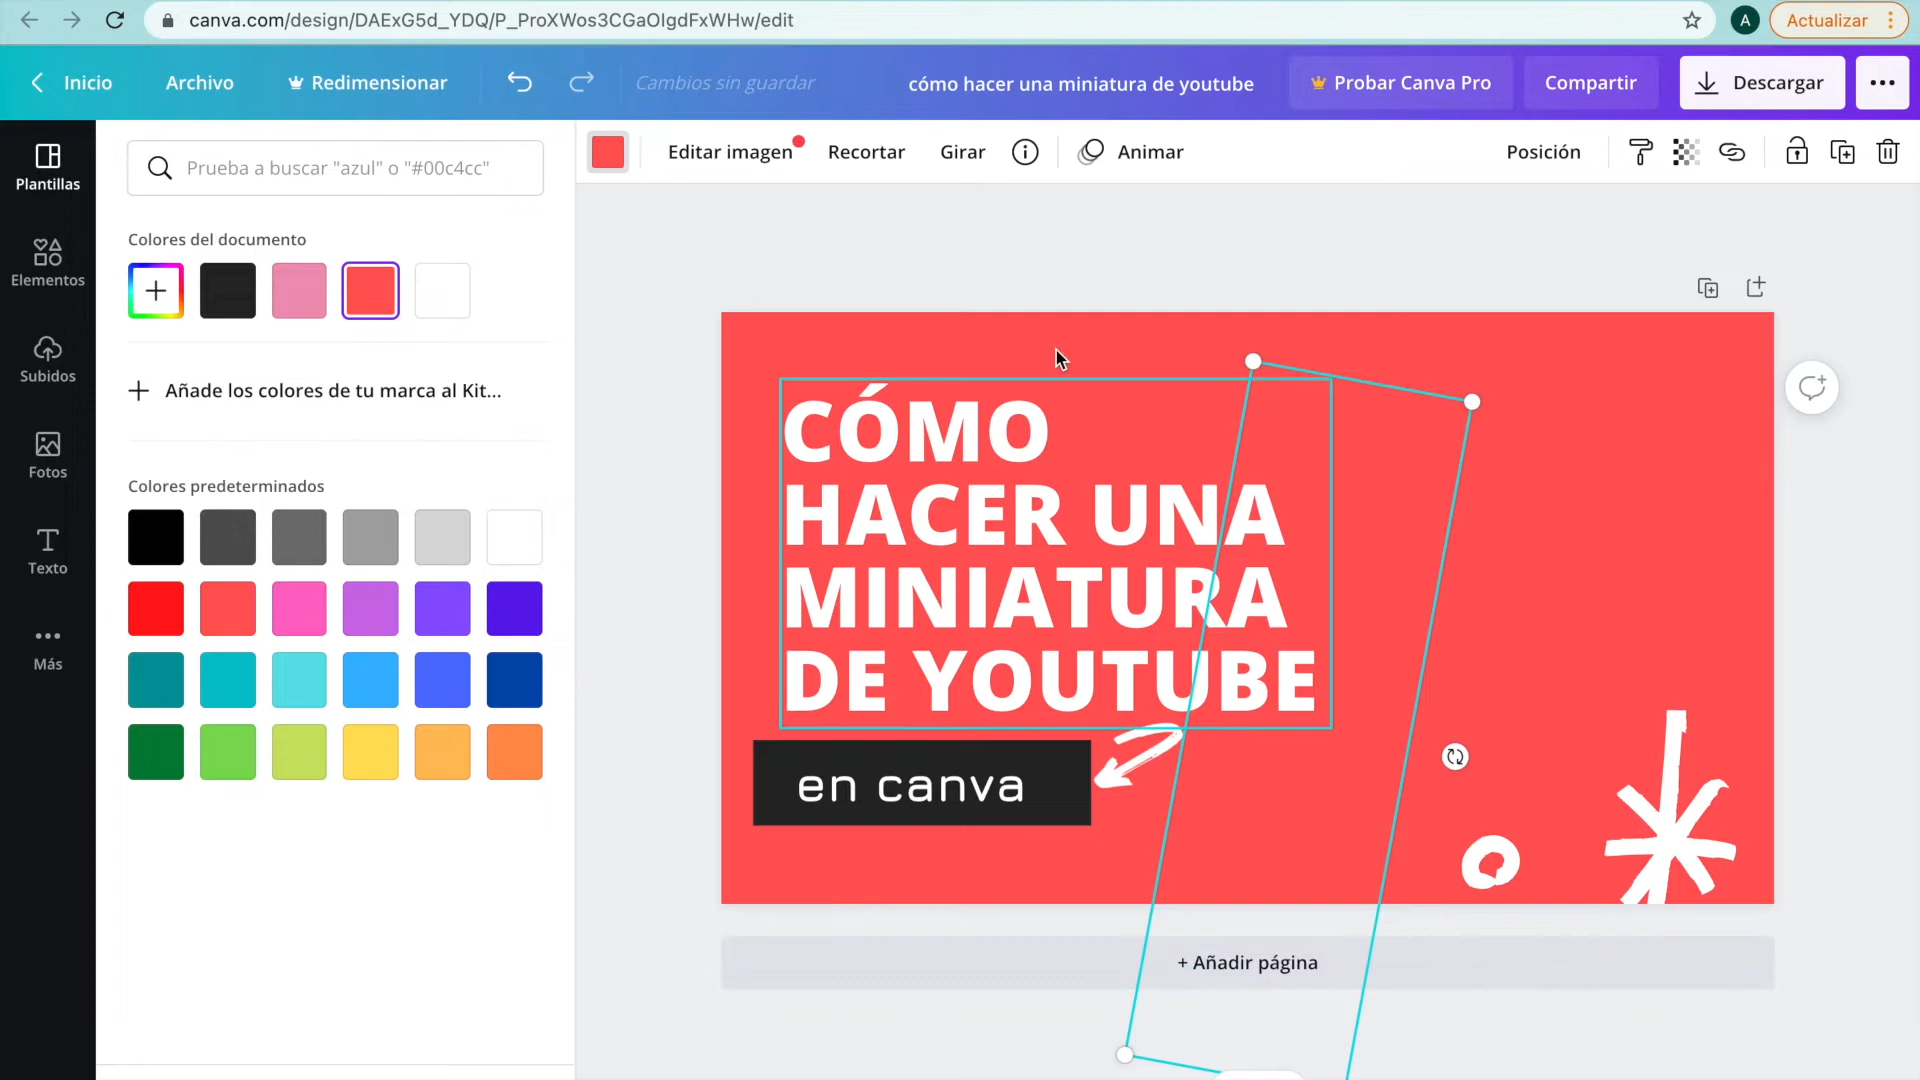 canva.com/design/DAExG5d_YDQ/P_ProXWos3CGaOlgdFxWHw/edit
A
Actualizar
Inicio
Archivo
Redimensionar
Cambios sin guardar
cómo hacer una miniatura de youtube
Probar Canva Pro
Compartir
Descargar
Plantillas
Elementos
Subidos
Fotos
Texto
Más
Prueba a buscar "azul" o "#00c4cc"
Colores del documento
Añade los colores de tu marca al Kit...
Colores predeterminados
Editar imagen
Recortar
Girar
Animar
Posición
CÓMO
HACER UNA
MINIATURA
DE YOUTUBE
en canva
+ Añadir página